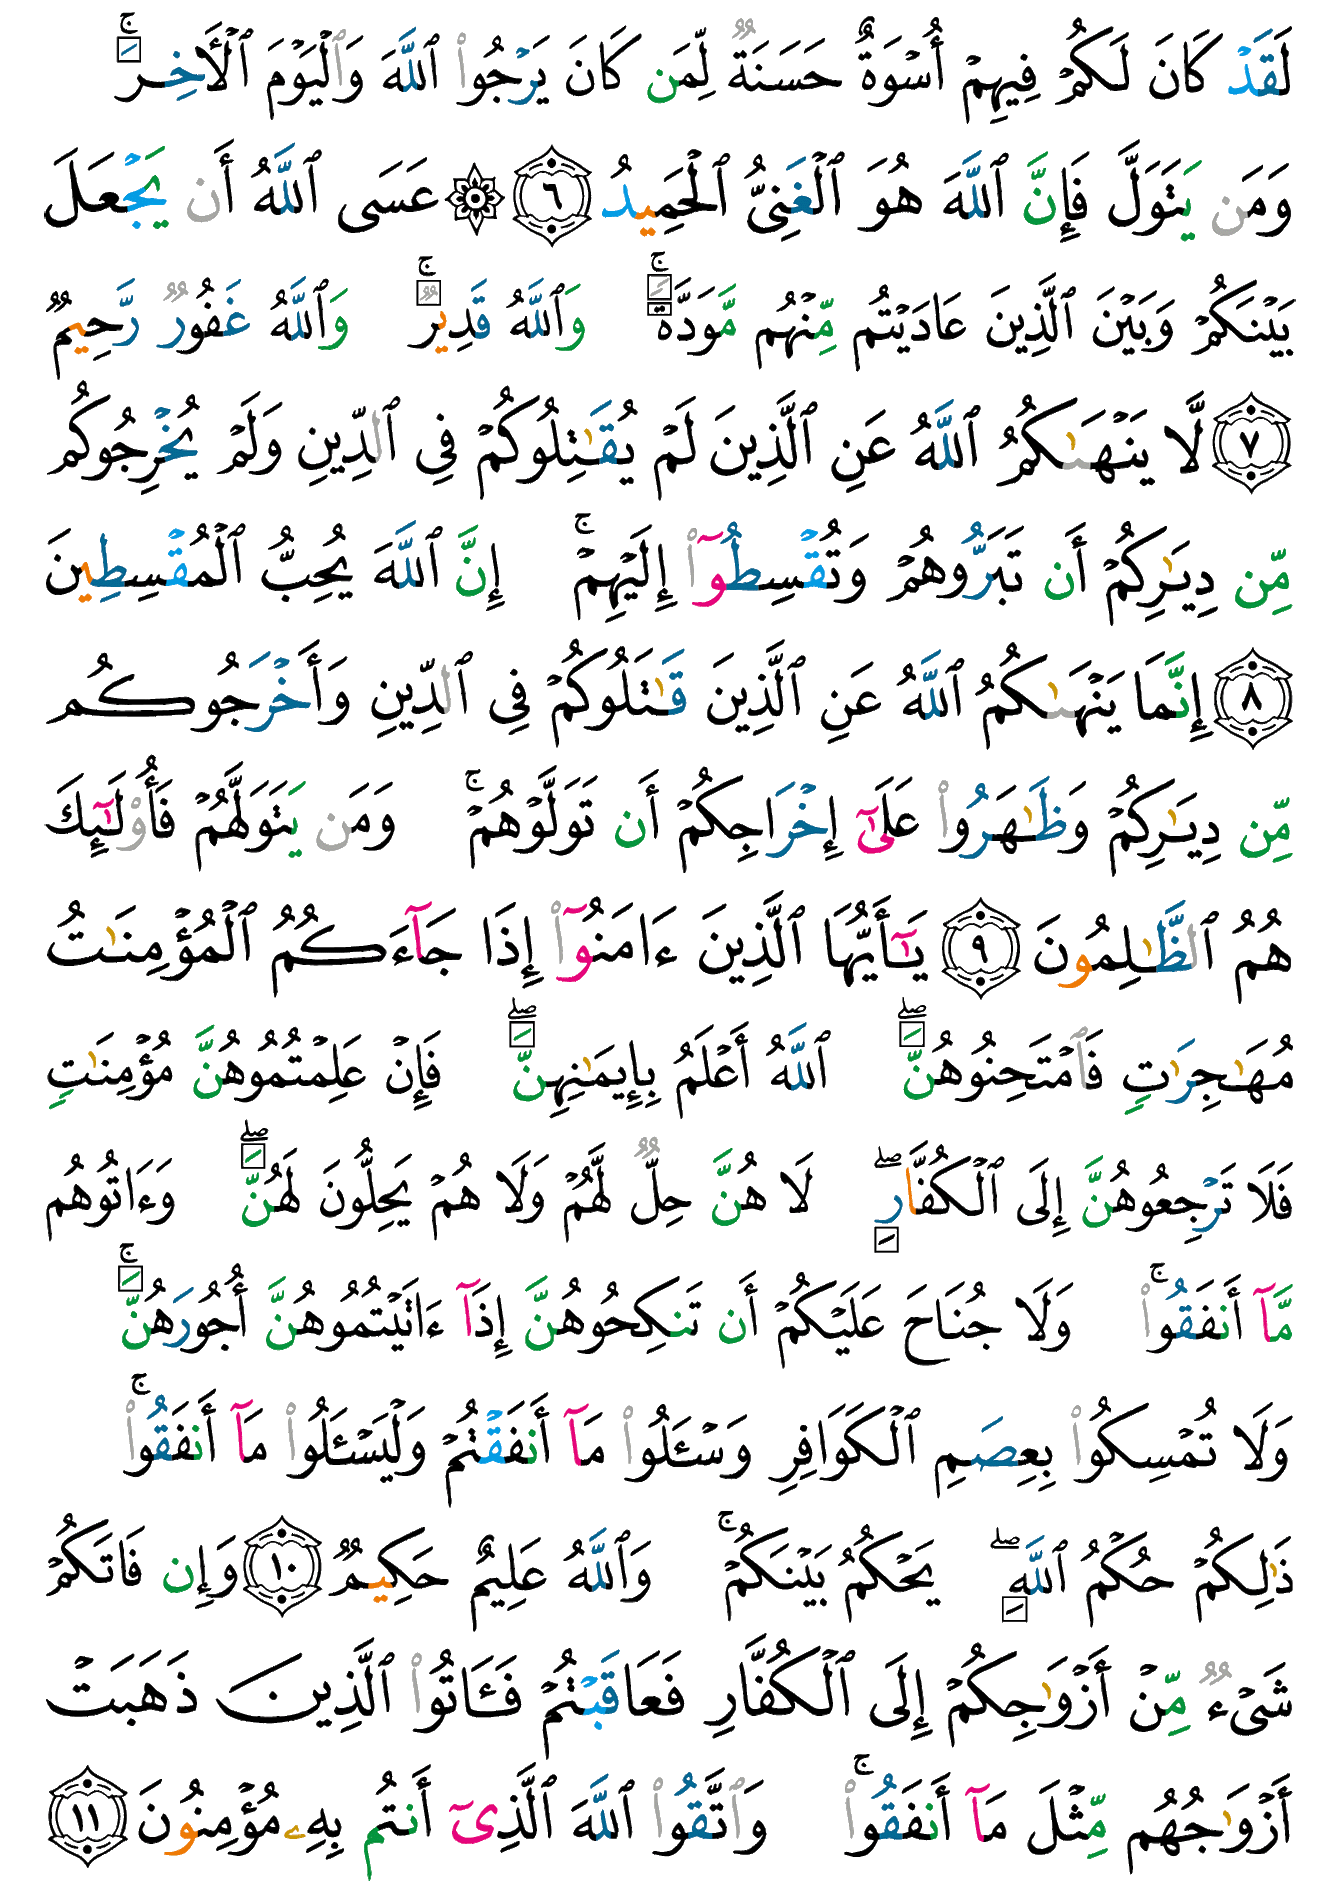 لَقَدْ كَانَ لَكُمْ فِيهِمْ أُسْوَةٌ حَسَنَةٌ لِّمَن كَانَ يَرْجُوا۟ ٱللَّهَ وَٱلْيَوْمَ ٱلْـَٔاخِرَ ۚ
وَمَن يَتَوَلَّ فَإِنَّ ٱللَّهَ هُوَ ٱلْغَنِىُّ ٱلْحَمِيدُ ٦ ۞ عَسَى ٱللَّهُ أَن يَجْعَلَ
بَيْنَكُمْ وَبَيْنَ ٱلَّذِينَ عَادَيْتُم مِّنْهُم مَّوَدَّةً ۚ وَٱللَّهُ قَدِيرٌ ۚ وَٱللَّهُ غَفُورٌ رَّحِيمٌ
٧ لَّا يَنْهَىٰكُمُ ٱللَّهُ عَنِ ٱلَّذِينَ لَمْ يُقَـٰتِلُوكُمْ فِى ٱلدِّينِ وَلَمْ يُخْرِجُوكُم
مِّن دِيَـٰرِكُمْ أَن تَبَرُّوهُمْ وَتُقْسِطُوٓا۟ إِلَيْهِمْ ۚ إِنَّ ٱللَّهَ يُحِبُّ ٱلْمُقْسِطِينَ
٨ إِنَّمَا يَنْهَىٰكُمُ ٱللَّهُ عَنِ ٱلَّذِينَ قَـٰتَلُوكُمْ فِى ٱلدِّينِ وَأَخْرَجُوكُم
مِّن دِيَـٰرِكُمْ وَظَـٰهَرُوا۟ عَلَىٰٓ إِخْرَاجِكُمْ أَن تَوَلَّوْهُمْ ۚ وَمَن يَتَوَلَّهُمْ فَأُو۟لَـٰٓئِكَ
هُمُ ٱلظَّـٰلِمُونَ ٩ يَـٰٓأَيُّهَا ٱلَّذِينَ ءَامَنُوٓا۟ إِذَا جَآءَكُمُ ٱلْمُؤْمِنَـٰتُ
مُهَـٰجِرَٰتٍ فَٱمْتَحِنُوهُنَّ ۖ ٱللَّهُ أَعْلَمُ بِإِيمَـٰنِهِنَّ ۖ فَإِنْ عَلِمْتُمُوهُنَّ مُؤْمِنَـٰتٍ
فَلَا تَرْجِعُوهُنَّ إِلَى ٱلْكُفَّارِ ۖ لَا هُنَّ حِلٌّ لَّهُمْ وَلَا هُمْ يَحِلُّونَ لَهُنَّ ۖ وَءَاتُوهُم
مَّآ أَنفَقُوا۟ ۚ وَلَا جُنَاحَ عَلَيْكُمْ أَن تَنكِحُوهُنَّ إِذَآ ءَاتَيْتُمُوهُنَّ أُجُورَهُنَّ ۚ
وَلَا تُمْسِكُوا۟ بِعِصَمِ ٱلْكَوَافِرِ وَسْـَٔلُوا۟ مَآ أَنفَقْتُمْ وَلْيَسْـَٔلُوا۟ مَآ أَنفَقُوا۟ ۚ
ذَٰلِكُمْ حُكْمُ ٱللَّهِ ۖ يَحْكُمُ بَيْنَكُمْ ۚ وَٱللَّهُ عَلِيمٌ حَكِيمٌ ١٠ وَإِن فَاتَكُمْ
شَىْءٌ مِّنْ أَزْوَٰجِكُمْ إِلَى ٱلْكُفَّارِ فَعَاقَبْتُمْ فَـَٔاتُوا۟ ٱلَّذِينَ ذَهَبَتْ
أَزْوَٰجُهُم مِّثْلَ مَآ أَنفَقُوا۟ ۚ وَٱتَّقُوا۟ ٱللَّهَ ٱلَّذِىٓ أَنتُم بِهِۦ مُؤْمِنُونَ ١١